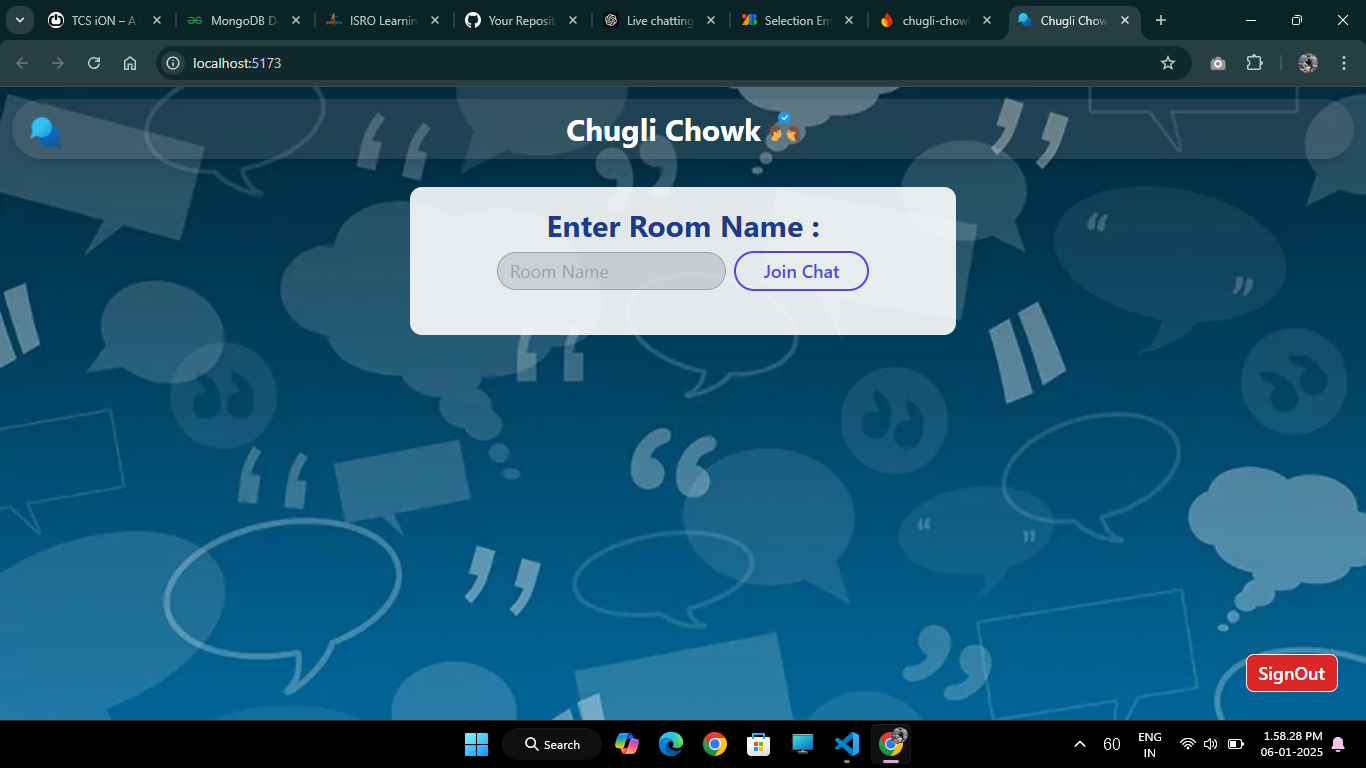 TCS iON – A
MongoDB D
ISRO Learnin
Your Reposit
Live chatting
Selection Em
chugli-chowk
Chugli Chow
localhost:5173
Chugli Chowk
Enter Room Name :
Room Name
Join Chat
SignOut
Search
60
ENG
IN
1.58.28 PM
06-01-2025